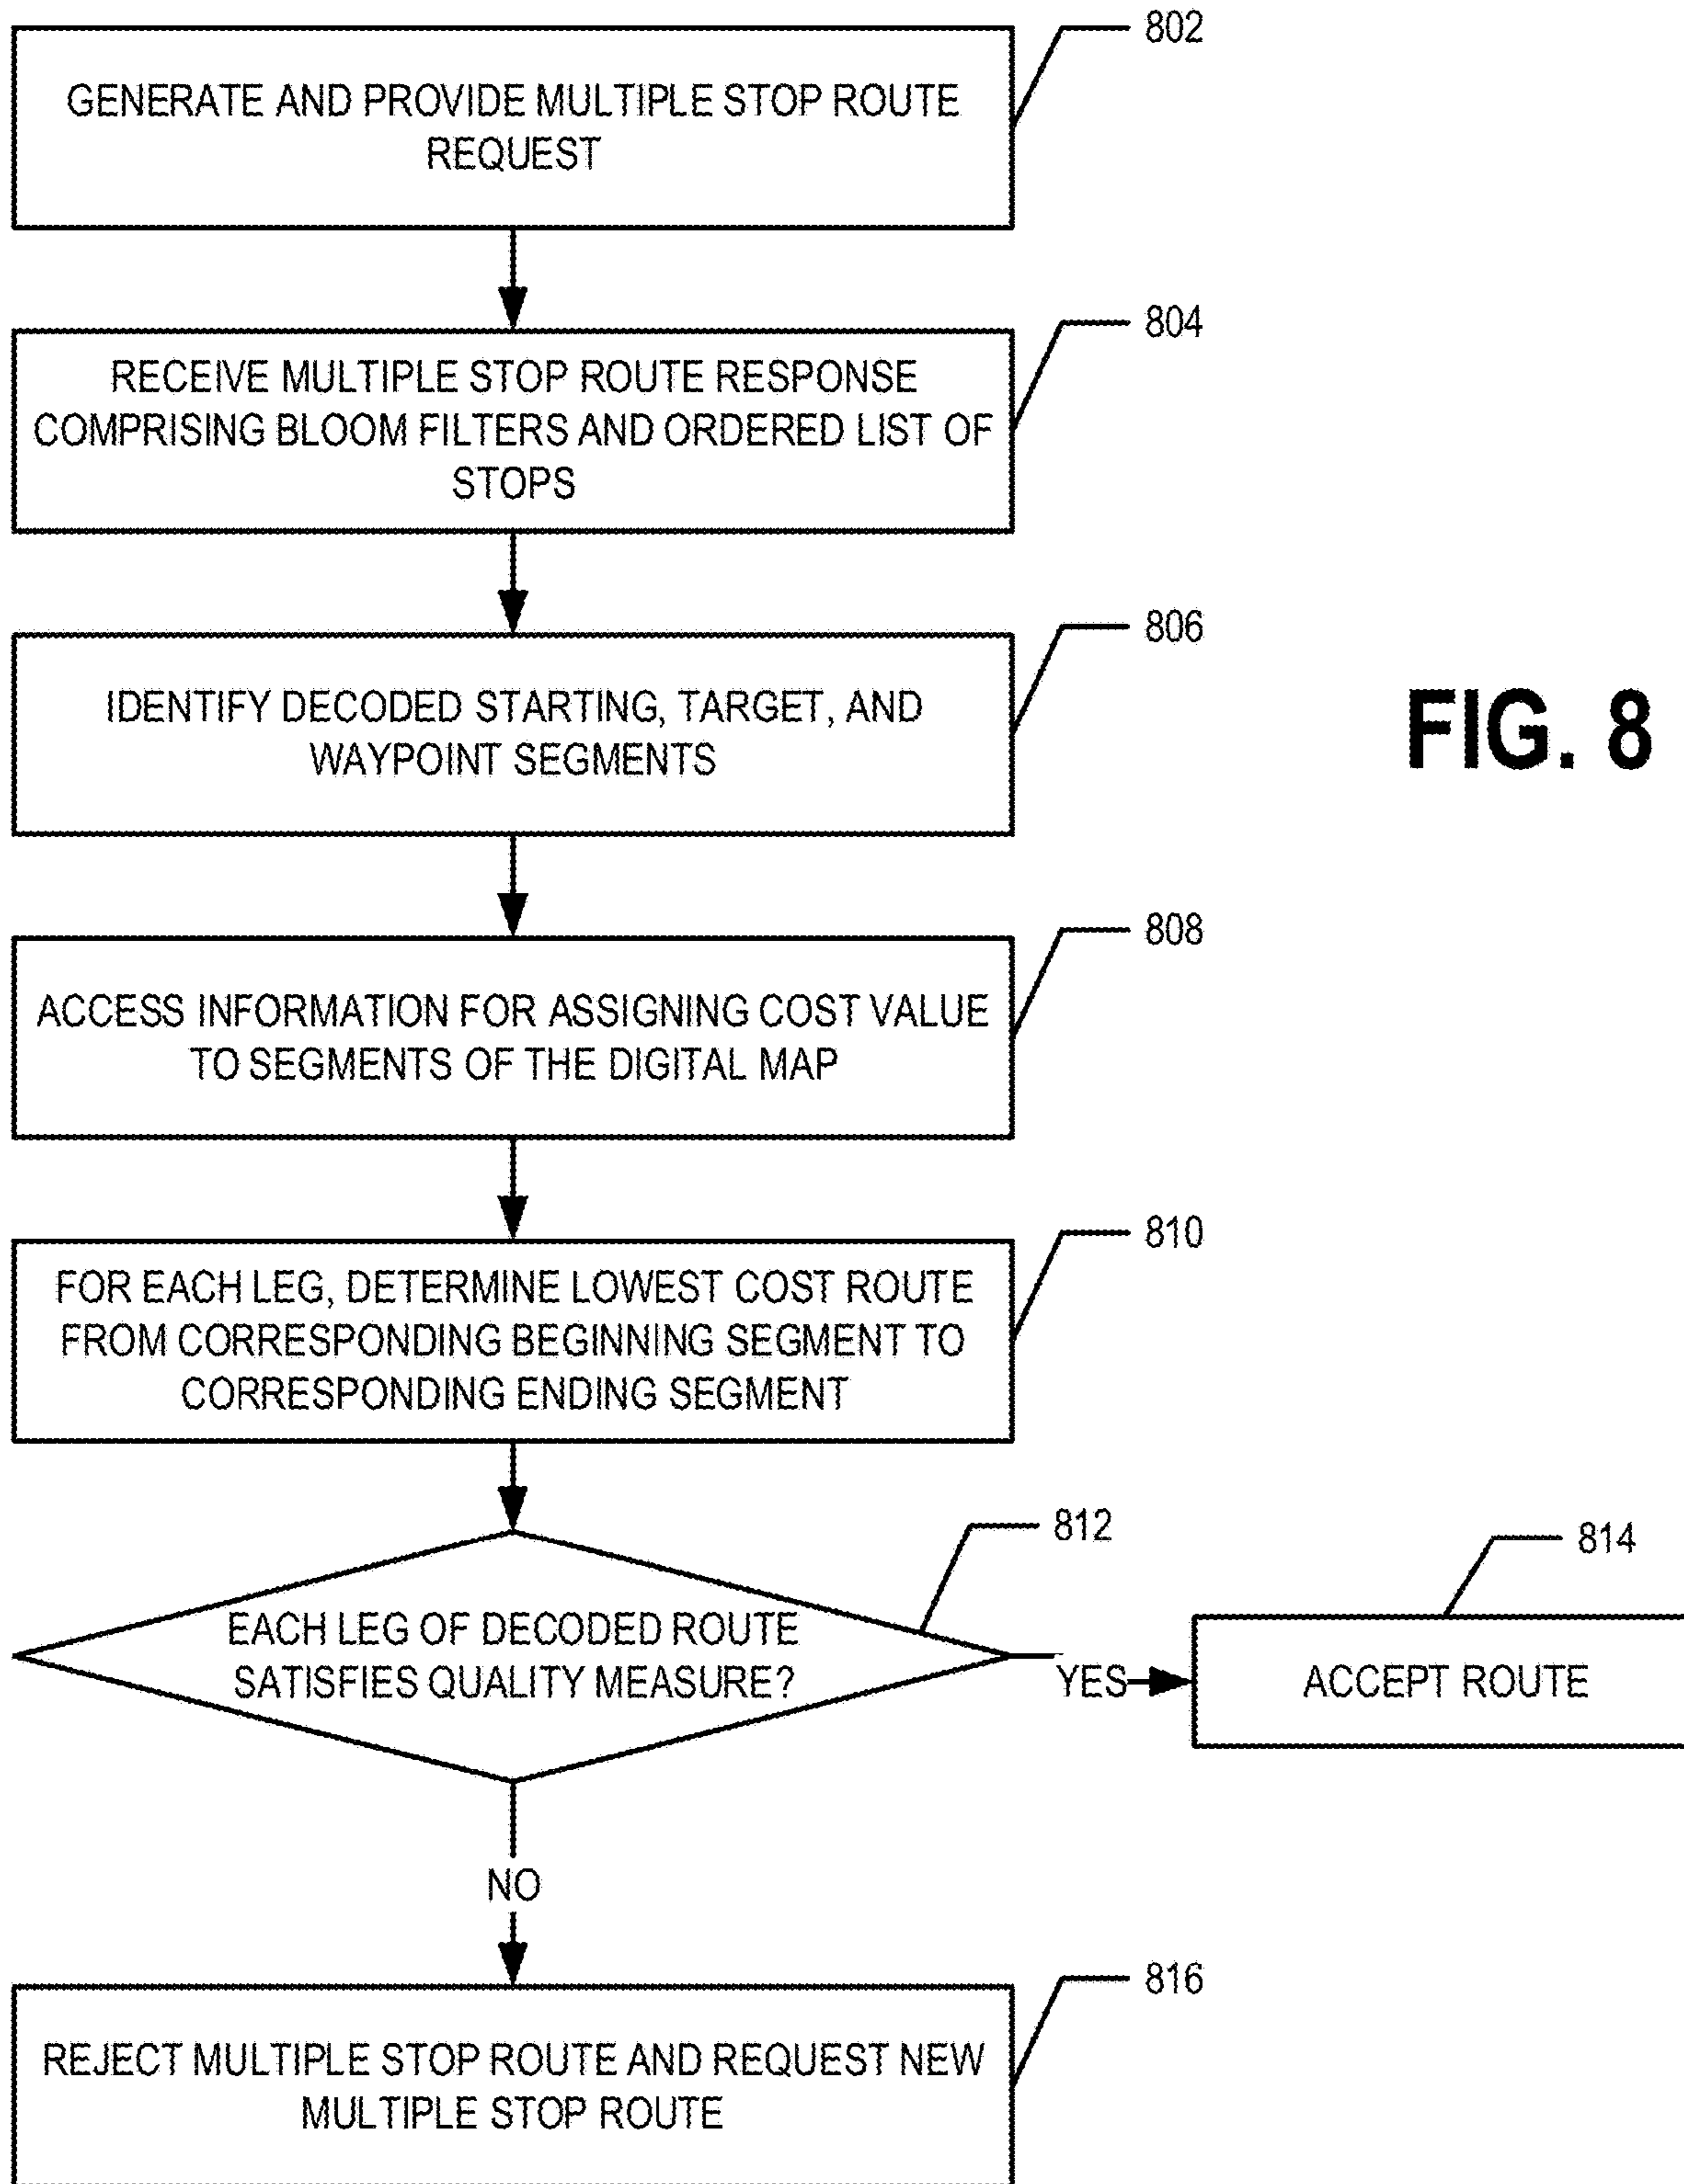 802
GENERATE AND PROVIDE MULTIPLE STOP ROUTE
REQUEST
804
RECEIVE MULTIPLE STOP ROUTE RESPONSE
COMPRISING BLOOM FILTERS AND ORDERED LIST OF
STOPS
806
IDENTIFY DECODED STARTING, TARGET, AND
WAYPOINT SEGMENTS
FIG. 8
808
ACCESS INFORMATION FOR ASSIGNING COST VALUE
TO SEGMENTS OF THE DIGITAL MAP
810
FOR EACH LEG, DETERMINE LOWEST COST ROUTE
FROM CORRESPONDING BEGINNING SEGMENT TO
CORRESPONDING ENDING SEGMENT
812
EACH LEG OF DECODED ROUTE
SATISFIES QUALITY MEASURE?
YES
814
ACCEPT ROUTE
NO
816
REJECT MULTIPLE STOP ROUTE AND REQUEST NEW
MULTIPLE STOP ROUTE